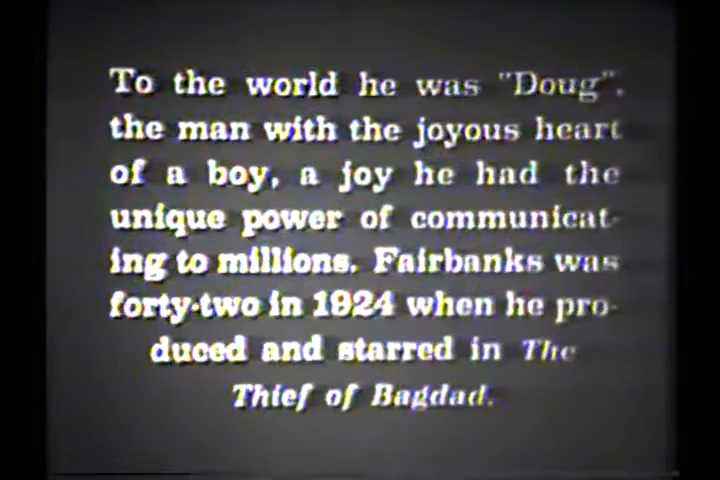 To the world he was "Doug",
the man with the joyous heart
of a boy, a joy he had the
unique power of communicat-
ing to millions. Fairbanks was
forty-two in 1924 when he pro-
duced and starred in The
Thief of Bagdad.